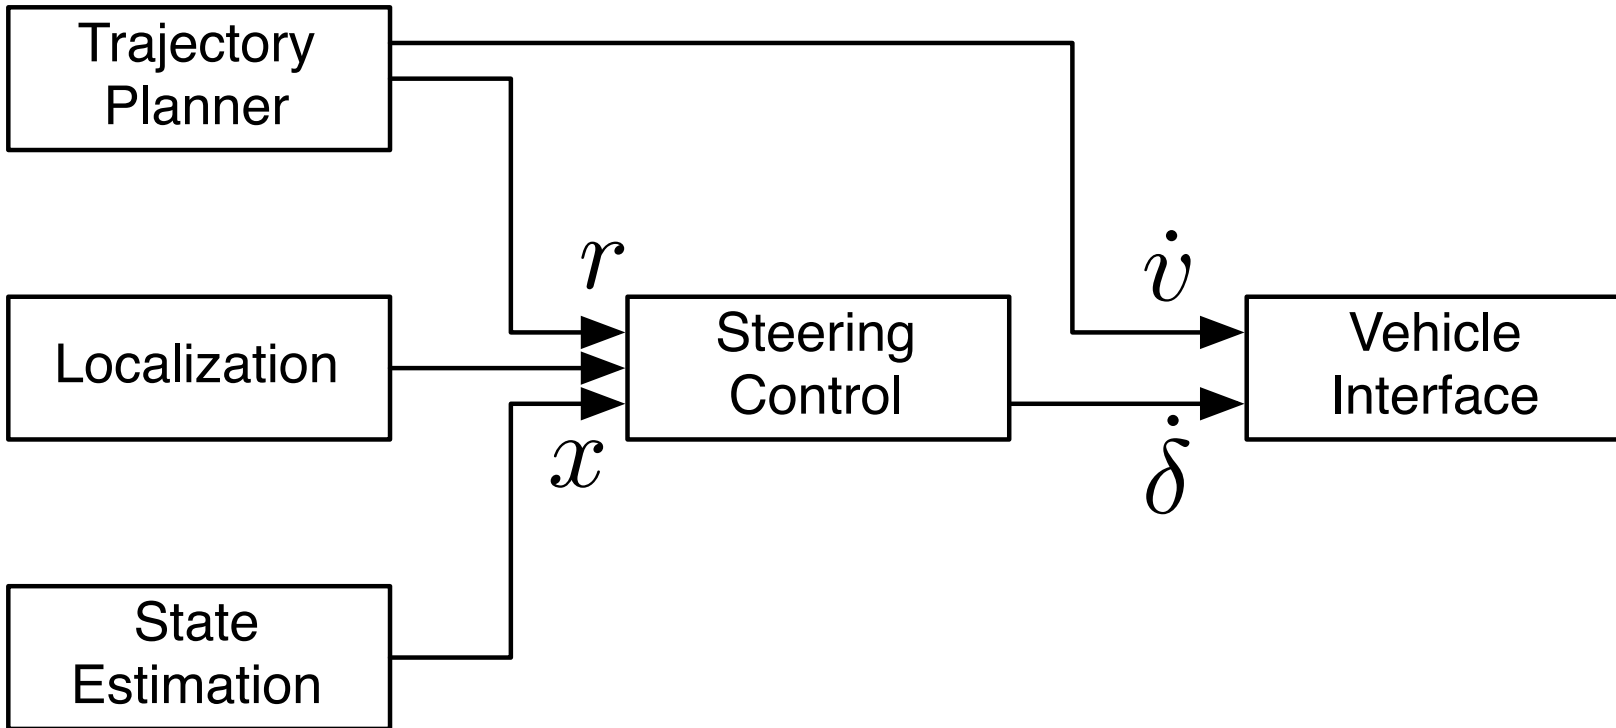 Trajectory
Planner
r
v̇
Localization
Steering
Control
Vehicle
Interface
x
δ̇
State
Estimation